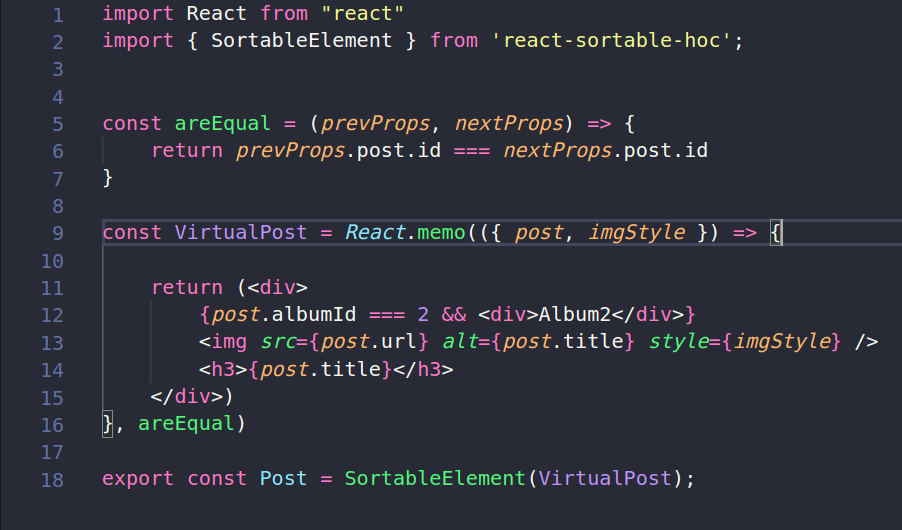 1 import React from "react"
2 import { SortableElement } from 'react-sortable-hoc';
3
4
5 const areEqual = (prevProps, nextProps) => {
6     return prevProps.post.id === nextProps.post.id
7 }
8
9 const VirtualPost = React.memo(({ post, imgStyle }) => {
10
11     return (<div>
12         {post.albumId === 2 && <div>Album2</div>}
13         <img src={post.url} alt={post.title} style={imgStyle} />
14         <h3>{post.title}</h3>
15     </div>)
16 }, areEqual)
17
18 export const Post = SortableElement(VirtualPost);